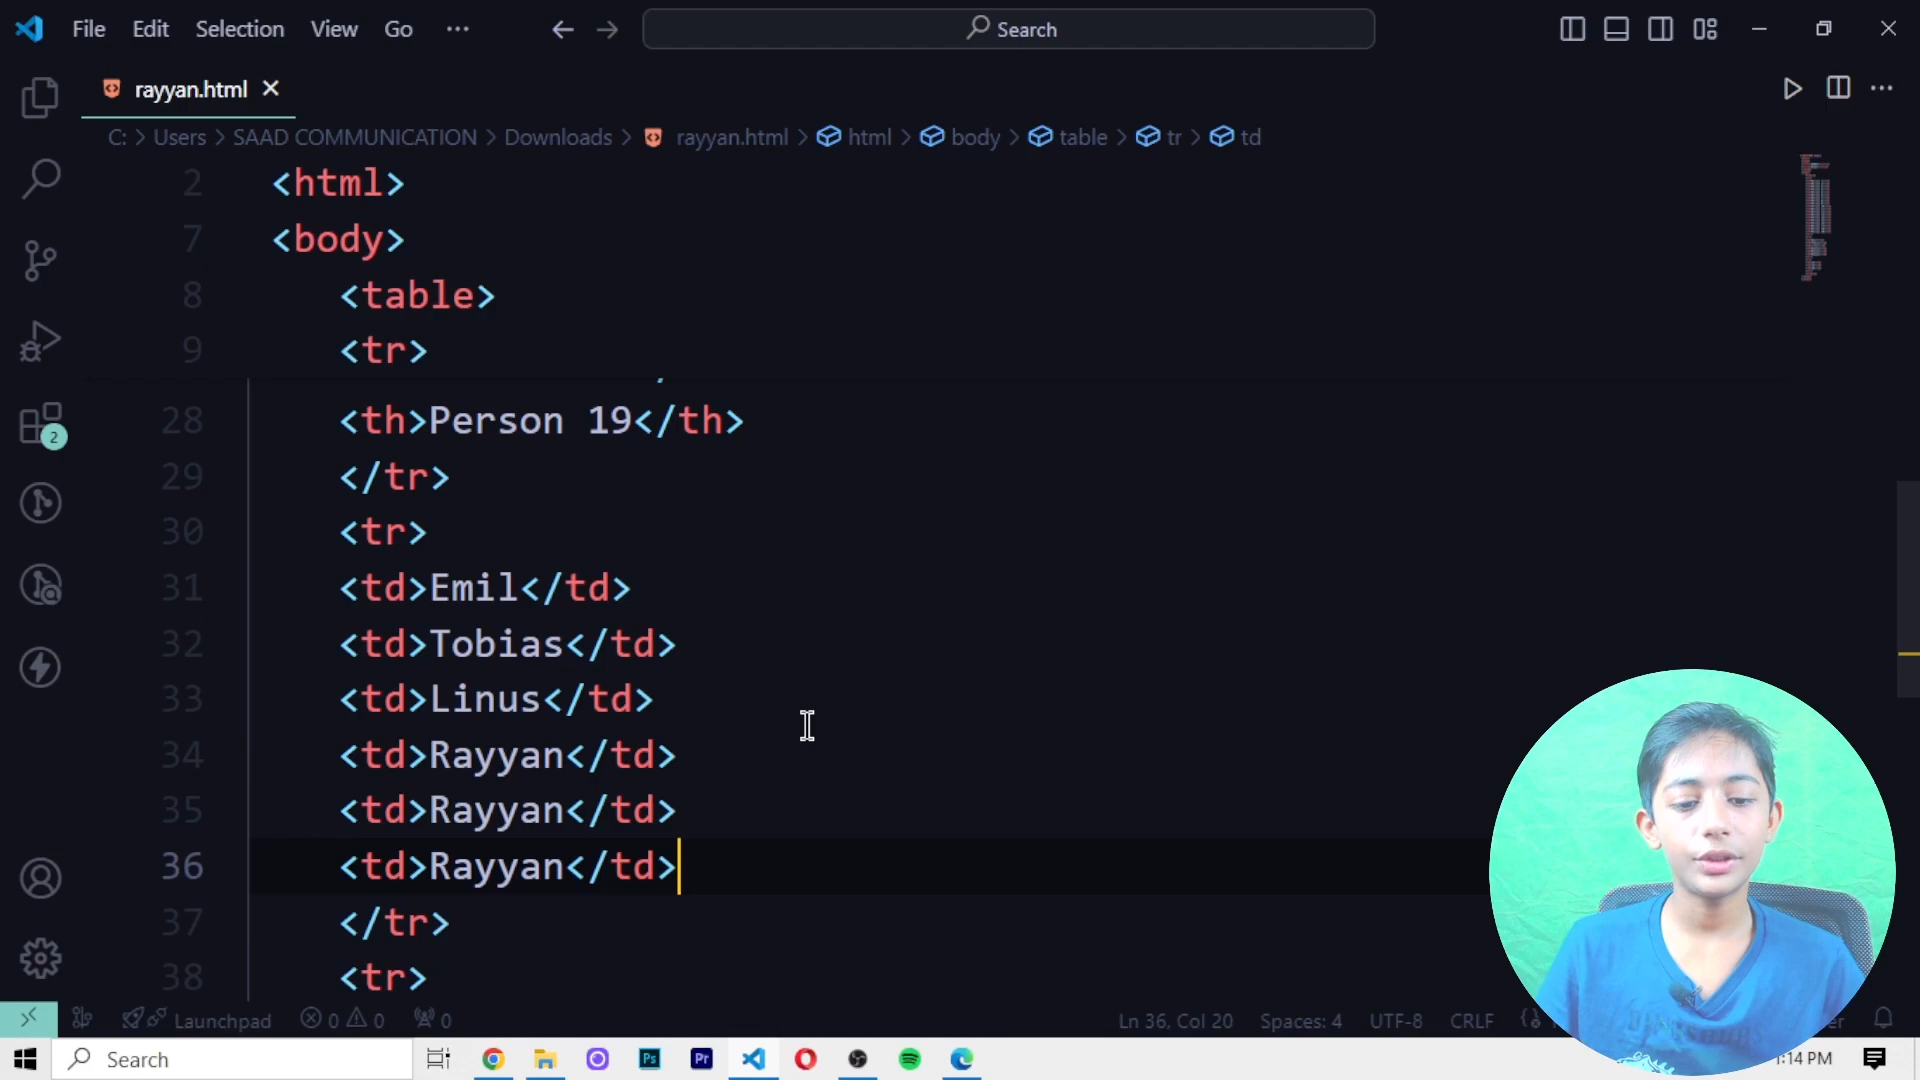 File Edit Selection View Go ··· Search
rayyan.html
C: > Users > SAAD COMMUNICATION > Downloads > rayyan.html > html > body > table > tr > td
2 <html>
7 <body>
8 <table>
9 <tr>
28 <th>Person 19</th>
29 </tr>
30 <tr>
31 <td>Emil</td>
32 <td>Tobias</td>
33 <td>Linus</td>
34 <td>Rayyan</td>
35 <td>Rayyan</td>
36 <td>Rayyan</td>
37 </tr>
38 <tr>
2
Launchpad 0 0 0 Ln 36, Col 20 Spaces: 4 UTF-8 CRLF
Search Ps Pr 1:14 PM